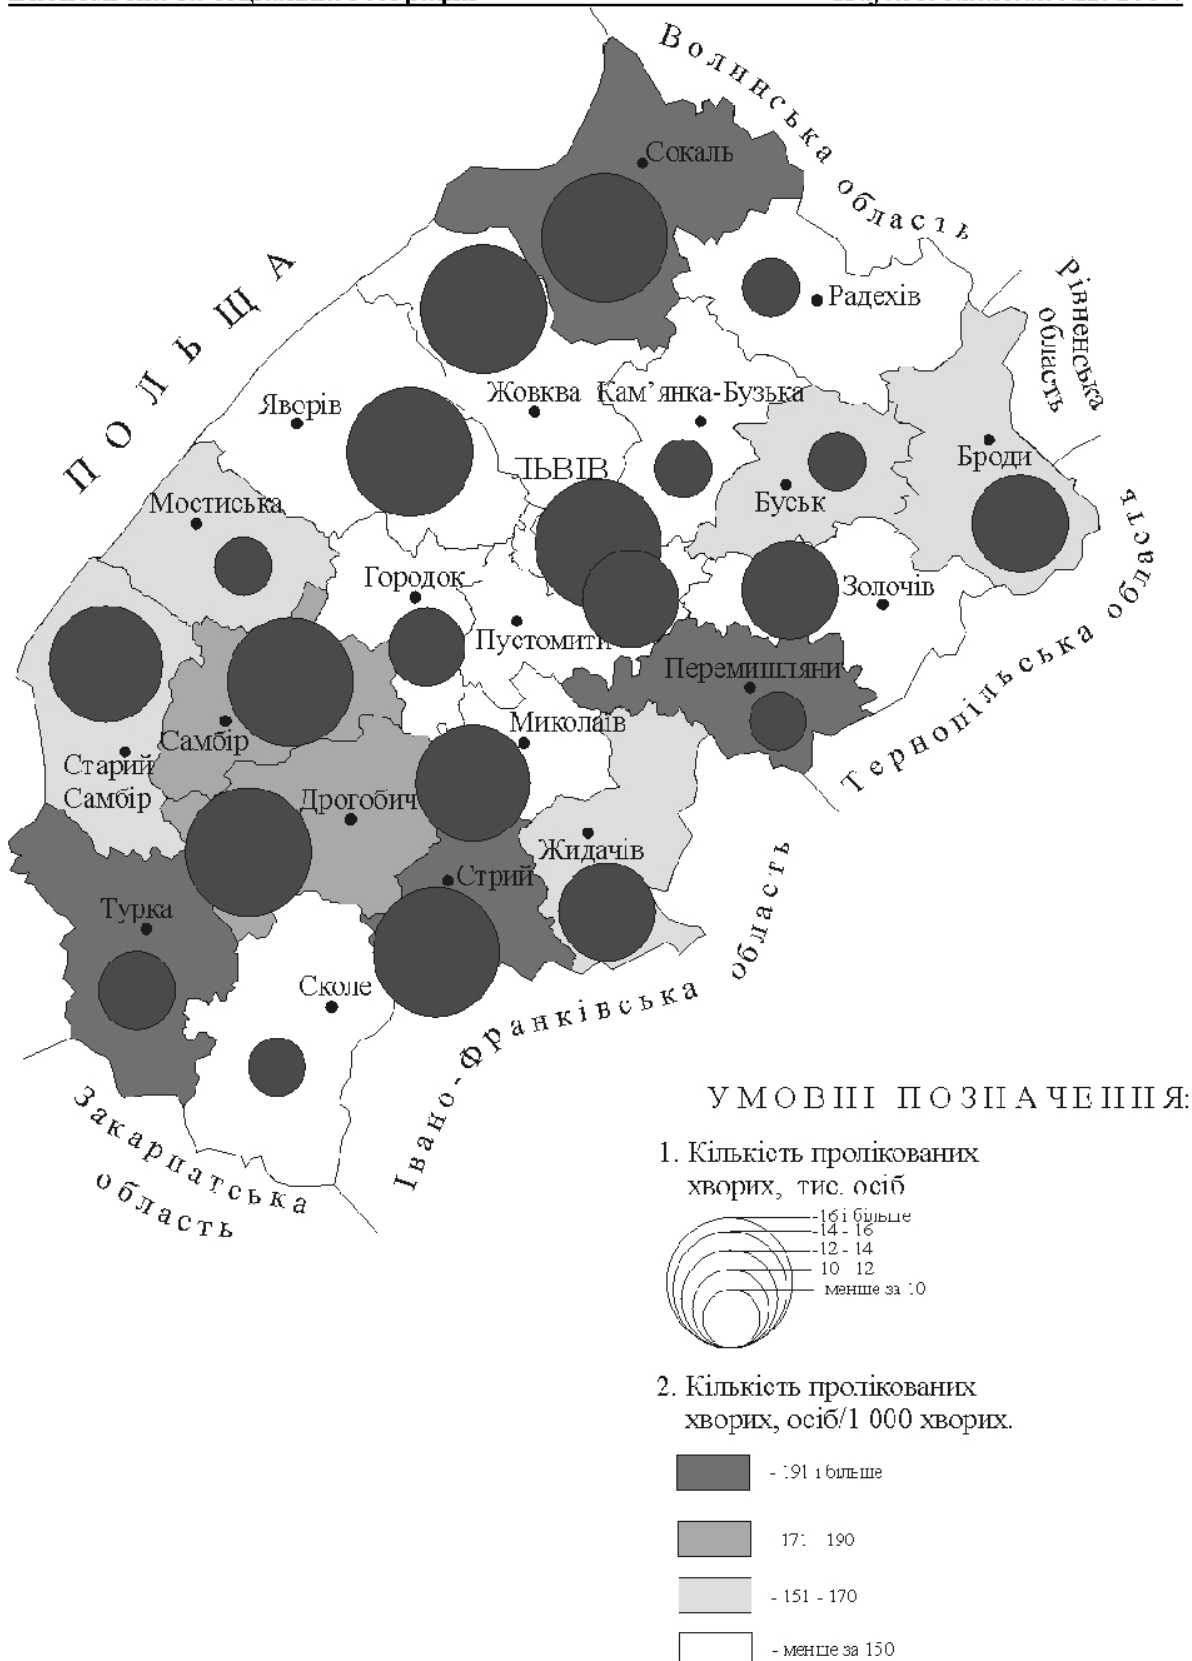 Волинська область
Сокаль
ПОЛЬЩА
Рівненська
область
Радехів
Жовква
Кам’янка-Бузька
Яворів
Броди
ЛЬВІВ
Мостиська
Буськ
Городок
Золочів
Пустомити
Перемишляни
Тернопільська область
Миколаїв
Самбір
Старий
Самбір
Дрогобич
Жидачів
Стрий
Турка
Сколе
Івано-Франківська область
Закарпатська
область
УМОВНІ ПОЗНАЧЕННЯ:
1. Кількість пролікованих
хворих, тис. осіб
-16 і більше
-14 - 16
-12 - 14
10 12
менше за 10
2. Кількість пролікованих
хворих, осіб/1 000 хворих.
- 191 і більше
171 190
- 151 - 170
- менше за 150